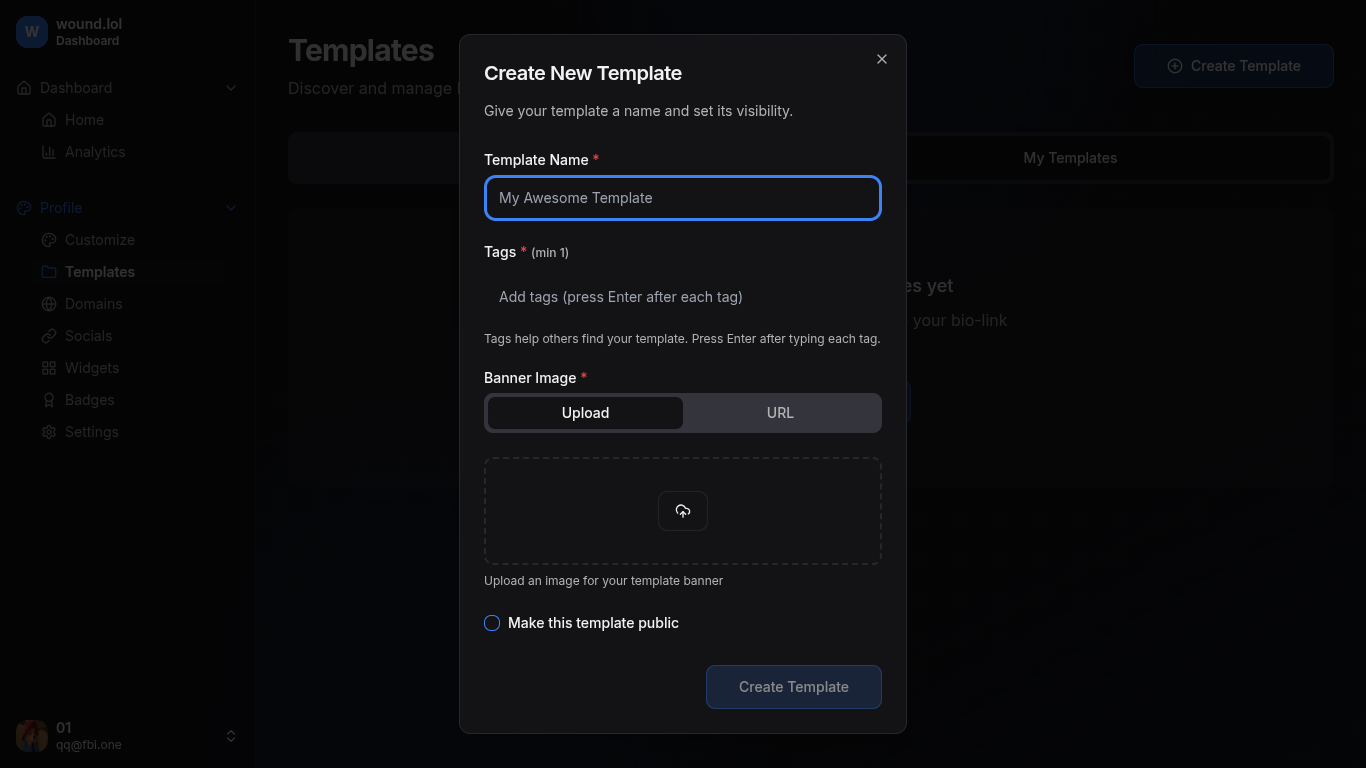 W
wound.lol
Dashboard
Dashboard
Home
Analytics
Profile
Customize
Templates
Domains
Socials
Widgets
Badges
Settings
01
qq@fbi.one
Templates
Discover and manage
Create Template
My Templates
yet
your bio-link
Create New Template
Give your template a name and set its visibility.
Template Name *
My Awesome Template
Tags * (min 1)
Add tags (press Enter after each tag)
Tags help others find your template. Press Enter after typing each tag.
Banner Image *
Upload URL
Upload an image for your template banner
Make this template public
Create Template